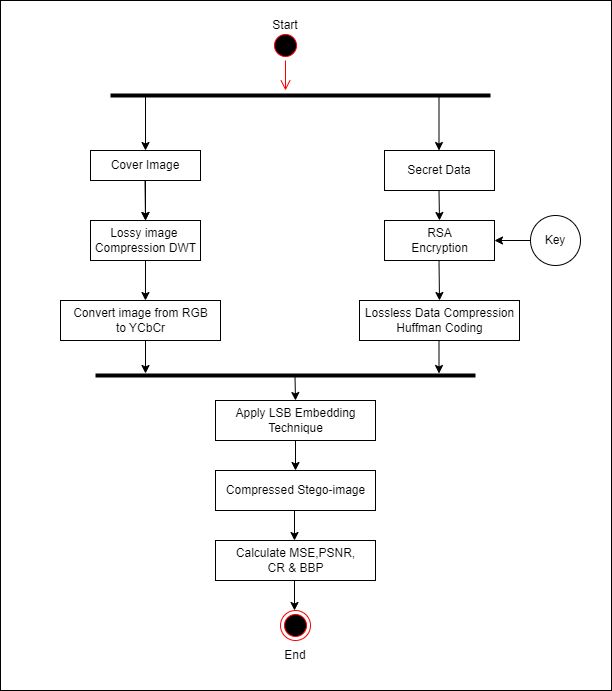 Start
Cover Image
Secret Data
Lossy image
Compression DWT
RSA
Encryption
Key
Convert image from RGB
to YCbCr
Lossless Data Compression
Huffman Coding
Apply LSB Embedding
Technique
Compressed Stego-image
Calculate MSE,PSNR,
CR & BBP
End